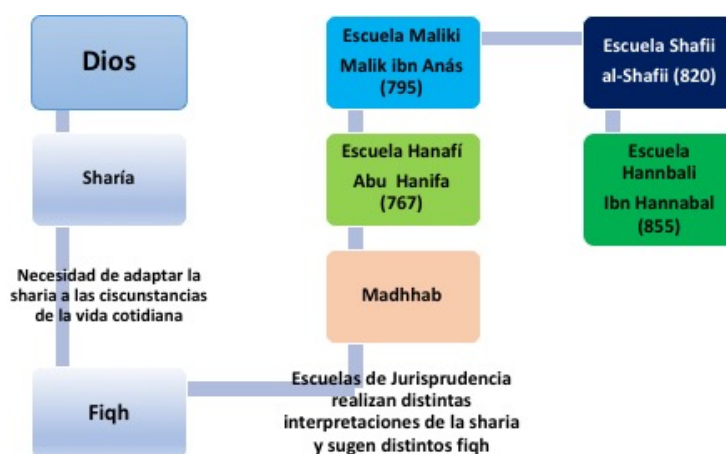 Dios
Sharía
Necesidad de adaptar la
sharia a las ciscunstancias
de la vida cotidiana
Fiqh
Escuelas de Jurisprudencia
realizan distintas
interpretaciones de la sharia
y sugen distintos fiqh
Madhhab
Escuela Hanafí
Abu Hanifa
(767)
Escuela Maliki
Malik ibn Anás
(795)
Escuela Shafii
al-Shafii (820)
Escuela
Hannbali
Ibn Hannabal
(855)